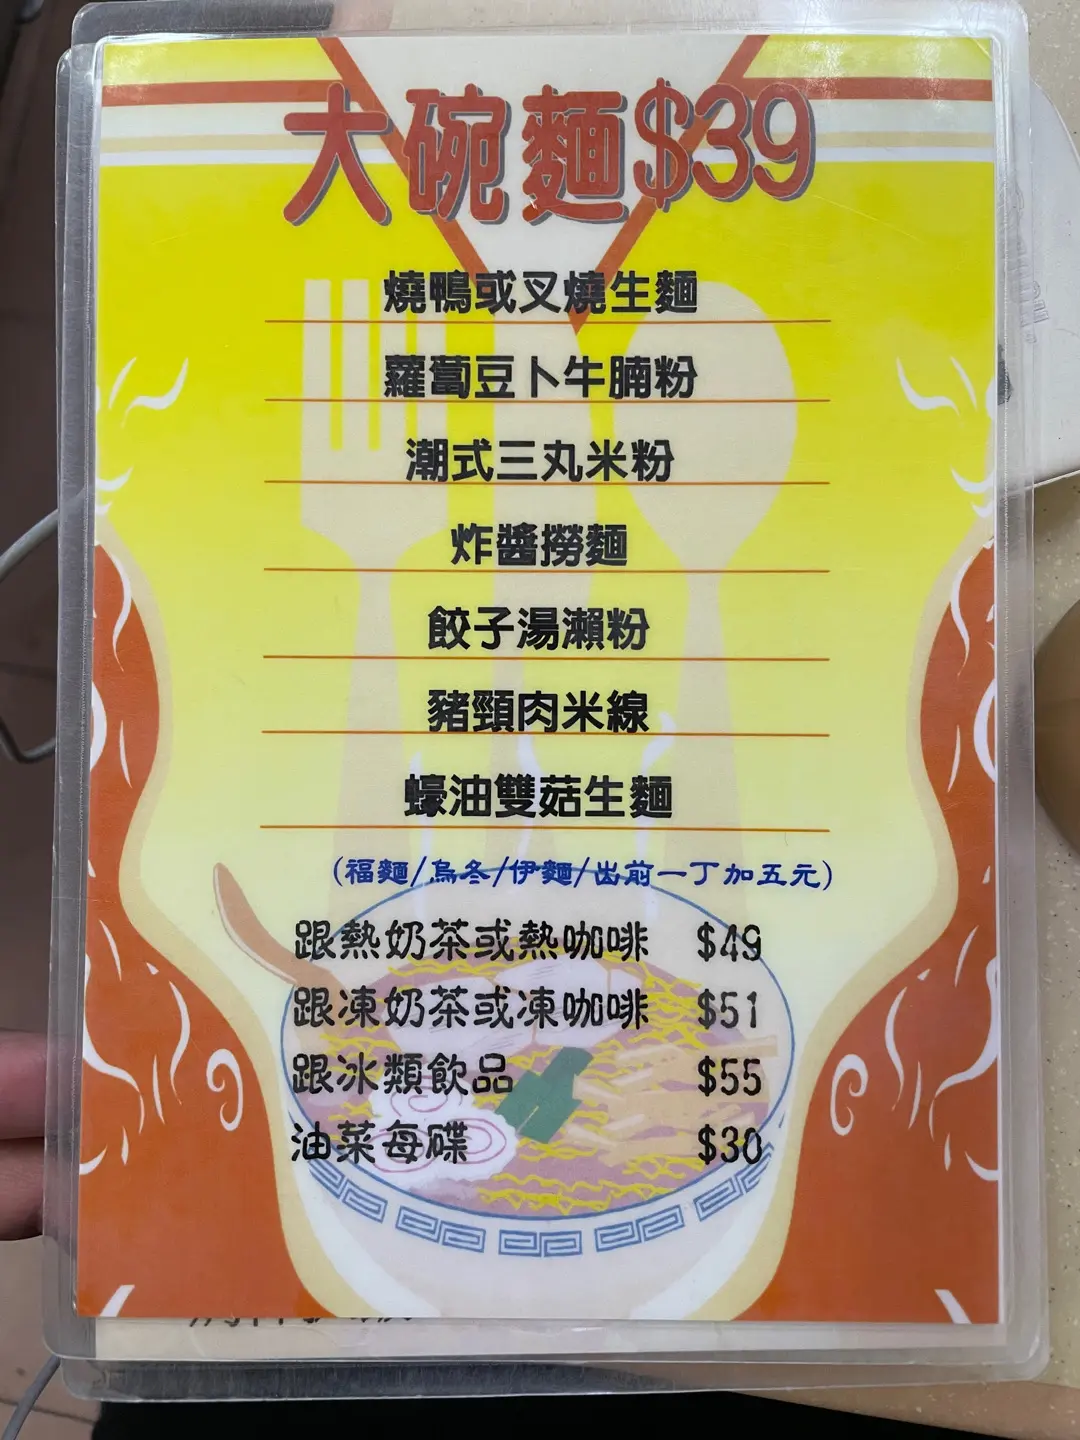 大碗麵$39
燒鴨或叉燒生麵
蘿蔔豆卜牛腩粉
潮式三丸米粉
炸醬撈麵
餃子湯瀨粉
豬頸肉米線
蠔油雙菇生麵
(福麵/烏冬/伊麵/出前一丁加五元)
跟熱奶茶或熱咖啡 $49
跟凍奶茶或凍咖啡 $51
跟冰類飲品 $55
油菜每碟 $30